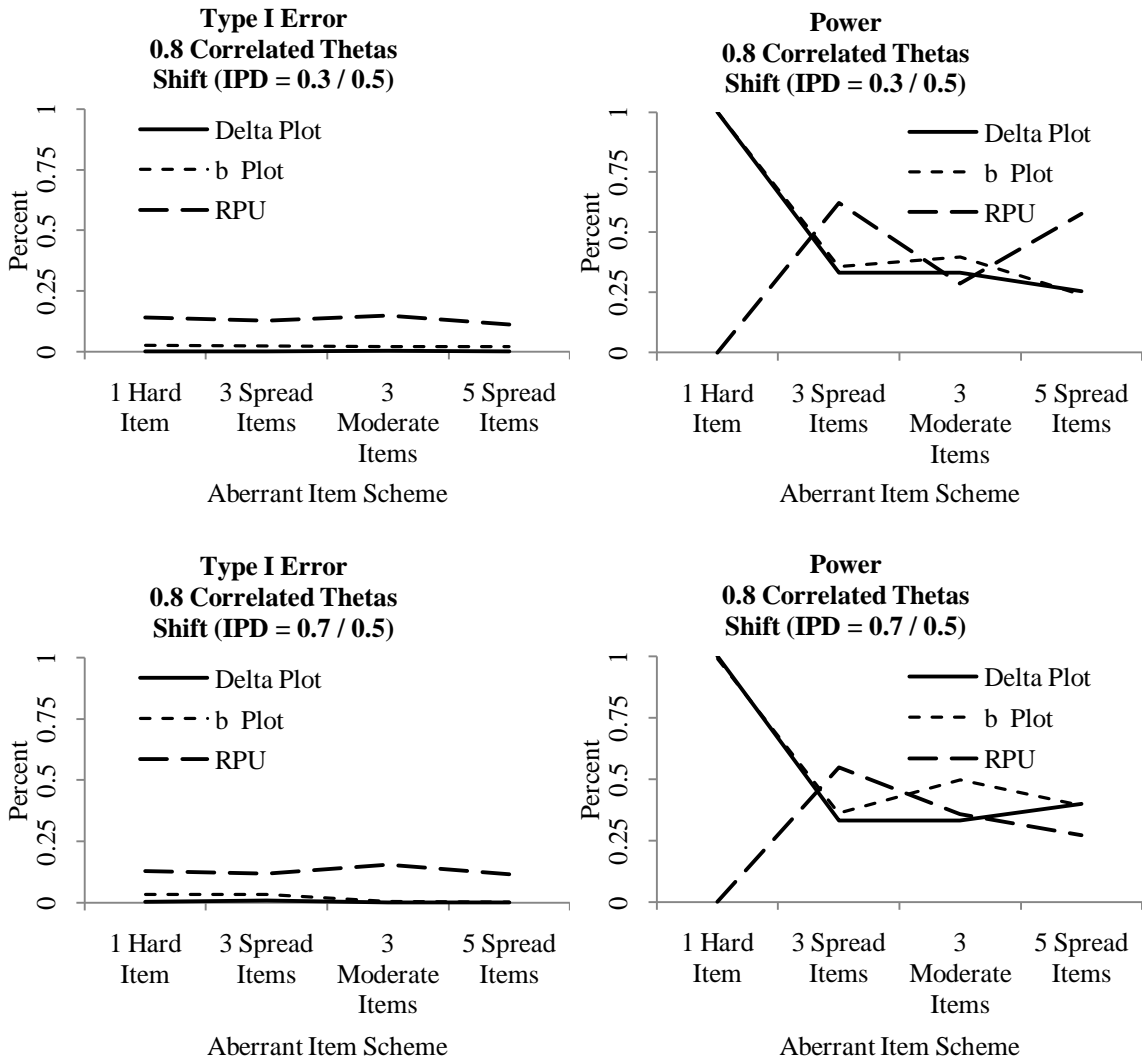 Type I Error
0.8 Correlated Thetas
Shift (IPD = 0.3 / 0.5)
Percent
1
0.75
0.5
0.25
0
Delta Plot
b Plot
RPU
1 Hard Item
3 Spread Items
3 Moderate Items
5 Spread Items
Aberrant Item Scheme
Power
0.8 Correlated Thetas
Shift (IPD = 0.3 / 0.5)
Percent
1
0.75
0.5
0.25
0
Delta Plot
b Plot
RPU
1 Hard Item
3 Spread Items
3 Moderate Items
5 Spread Items
Aberrant Item Scheme
Type I Error
0.8 Correlated Thetas
Shift (IPD = 0.7 / 0.5)
Percent
1
0.75
0.5
0.25
0
Delta Plot
b Plot
RPU
1 Hard Item
3 Spread Items
3 Moderate Items
5 Spread Items
Aberrant Item Scheme
Power
0.8 Correlated Thetas
Shift (IPD = 0.7 / 0.5)
Percent
1
0.75
0.5
0.25
0
Delta Plot
b Plot
RPU
1 Hard Item
3 Spread Items
3 Moderate Items
5 Spread Items
Aberrant Item Scheme